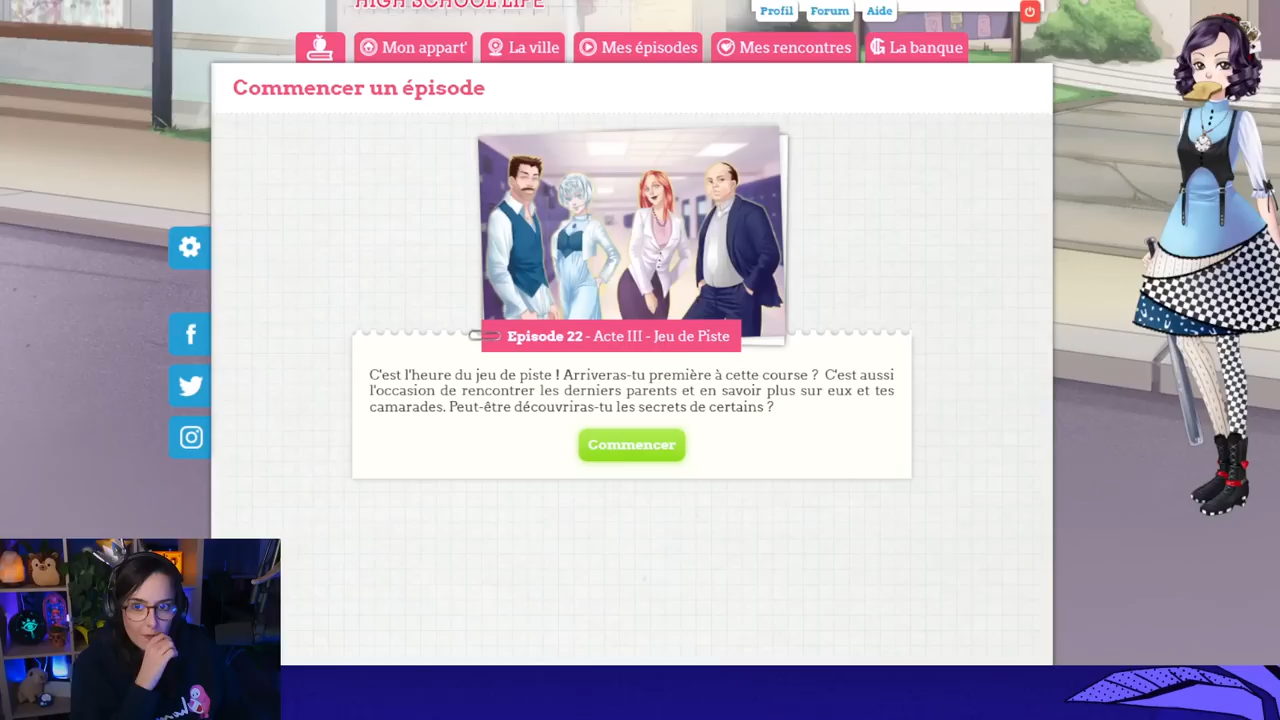 HIGH SCHOOL LIFE
Profil
Forum
Aide
Mon appart'
La ville
Mes épisodes
Mes rencontres
La banque
Commencer un épisode
Episode 22 - Acte III - Jeu de Piste
C'est l'heure du jeu de piste ! Arriveras-tu première à cette course ? C'est aussi
l'occasion de rencontrer les derniers parents et en savoir plus sur eux et tes
camarades. Peut-être découvriras-tu les secrets de certains ?
Commencer